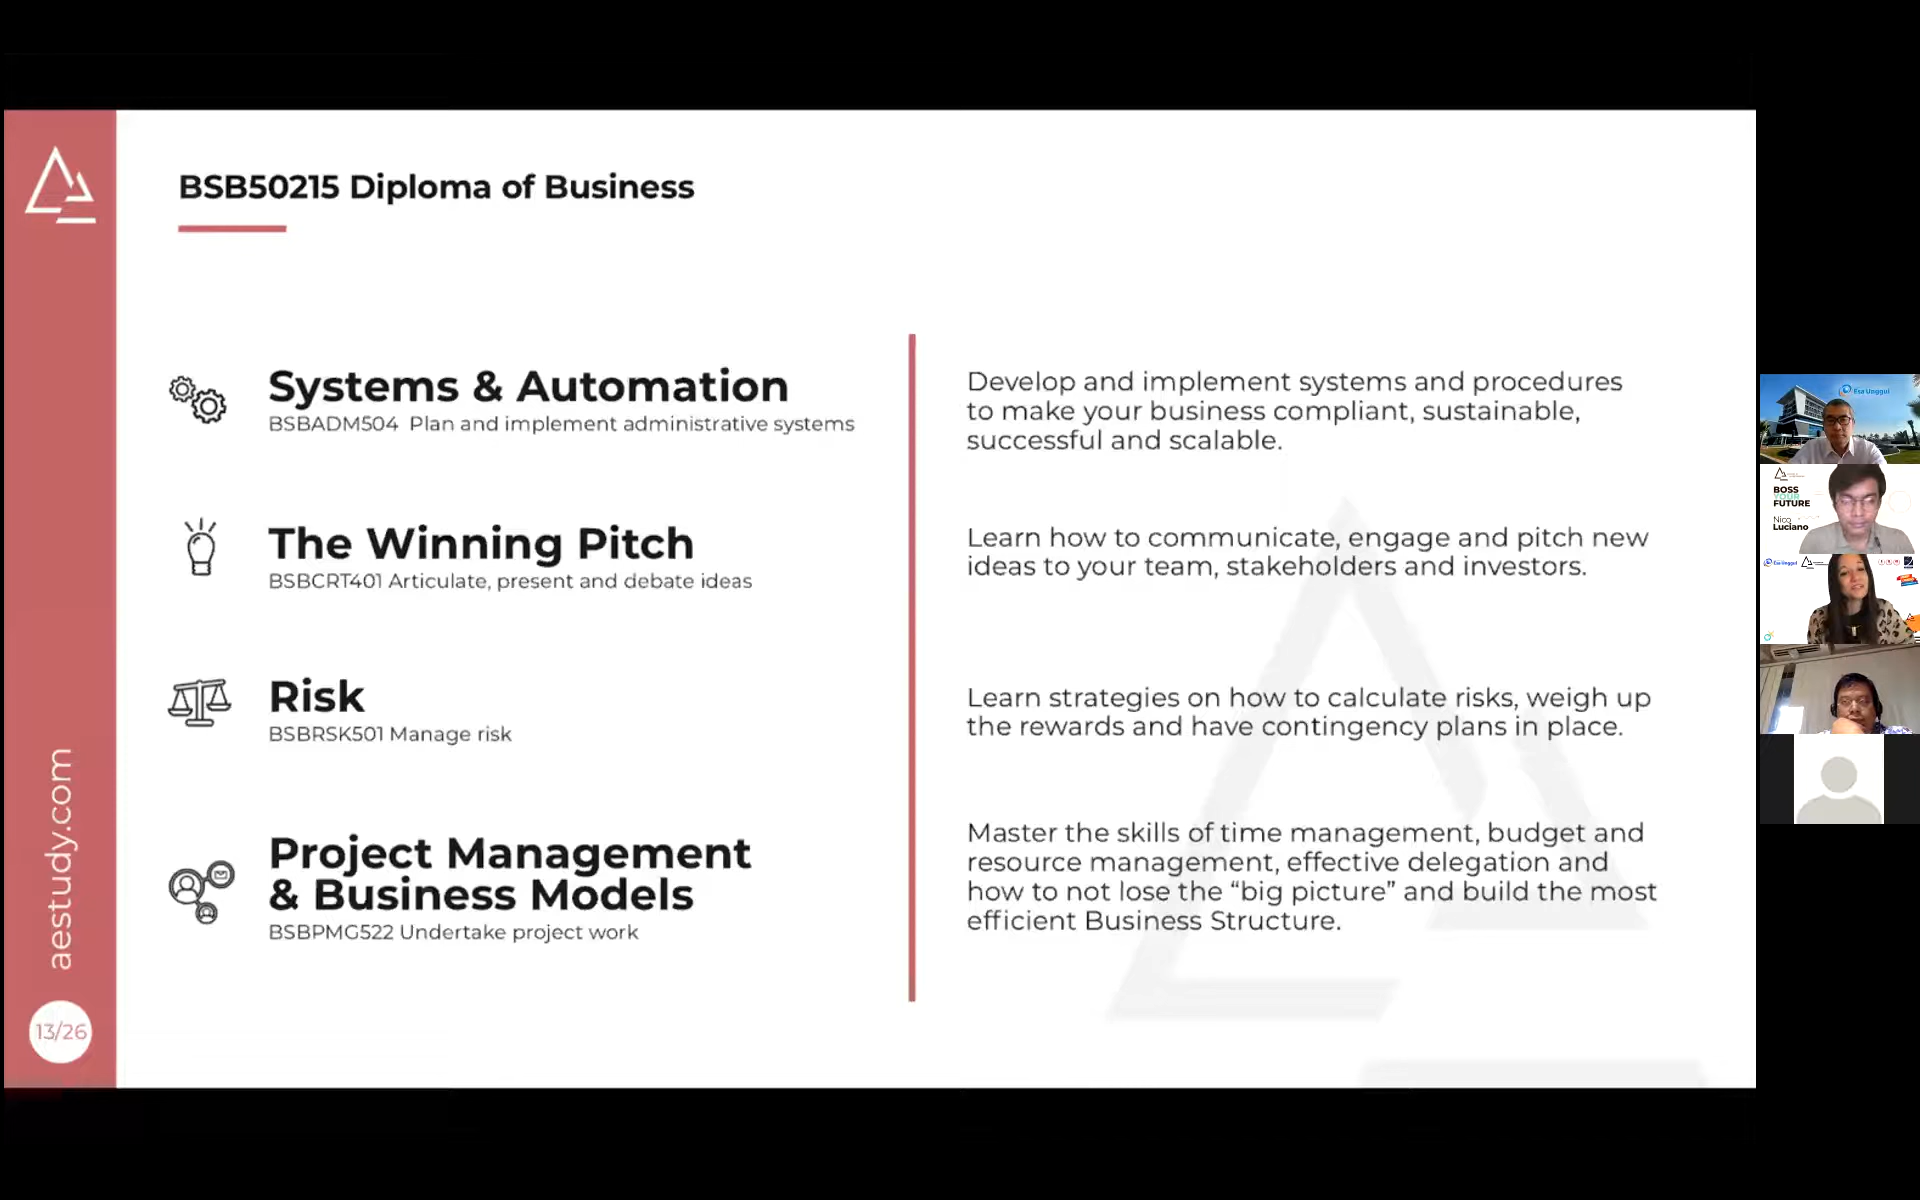 BSB50215 Diploma of Business
Systems & Automation
BSBADM504 Plan and implement administrative systems
Develop and implement systems and procedures
to make your business compliant, sustainable,
successful and scalable.
The Winning Pitch
BSBCRT401 Articulate, present and debate ideas
Learn how to communicate, engage and pitch new
ideas to your team, stakeholders and investors.
Risk
BSBRSK501 Manage risk
Learn strategies on how to calculate risks, weigh up
the rewards and have contingency plans in place.
Project Management
& Business Models
BSBPMG522 Undertake project work
Master the skills of time management, budget and
resource management, effective delegation and
how to not lose the “big picture” and build the most
efficient Business Structure.
aestudy.com
13/26
Esa Unggul
BOSS
YOUR
FUTURE
Nico
Luciano
Esa Unggul